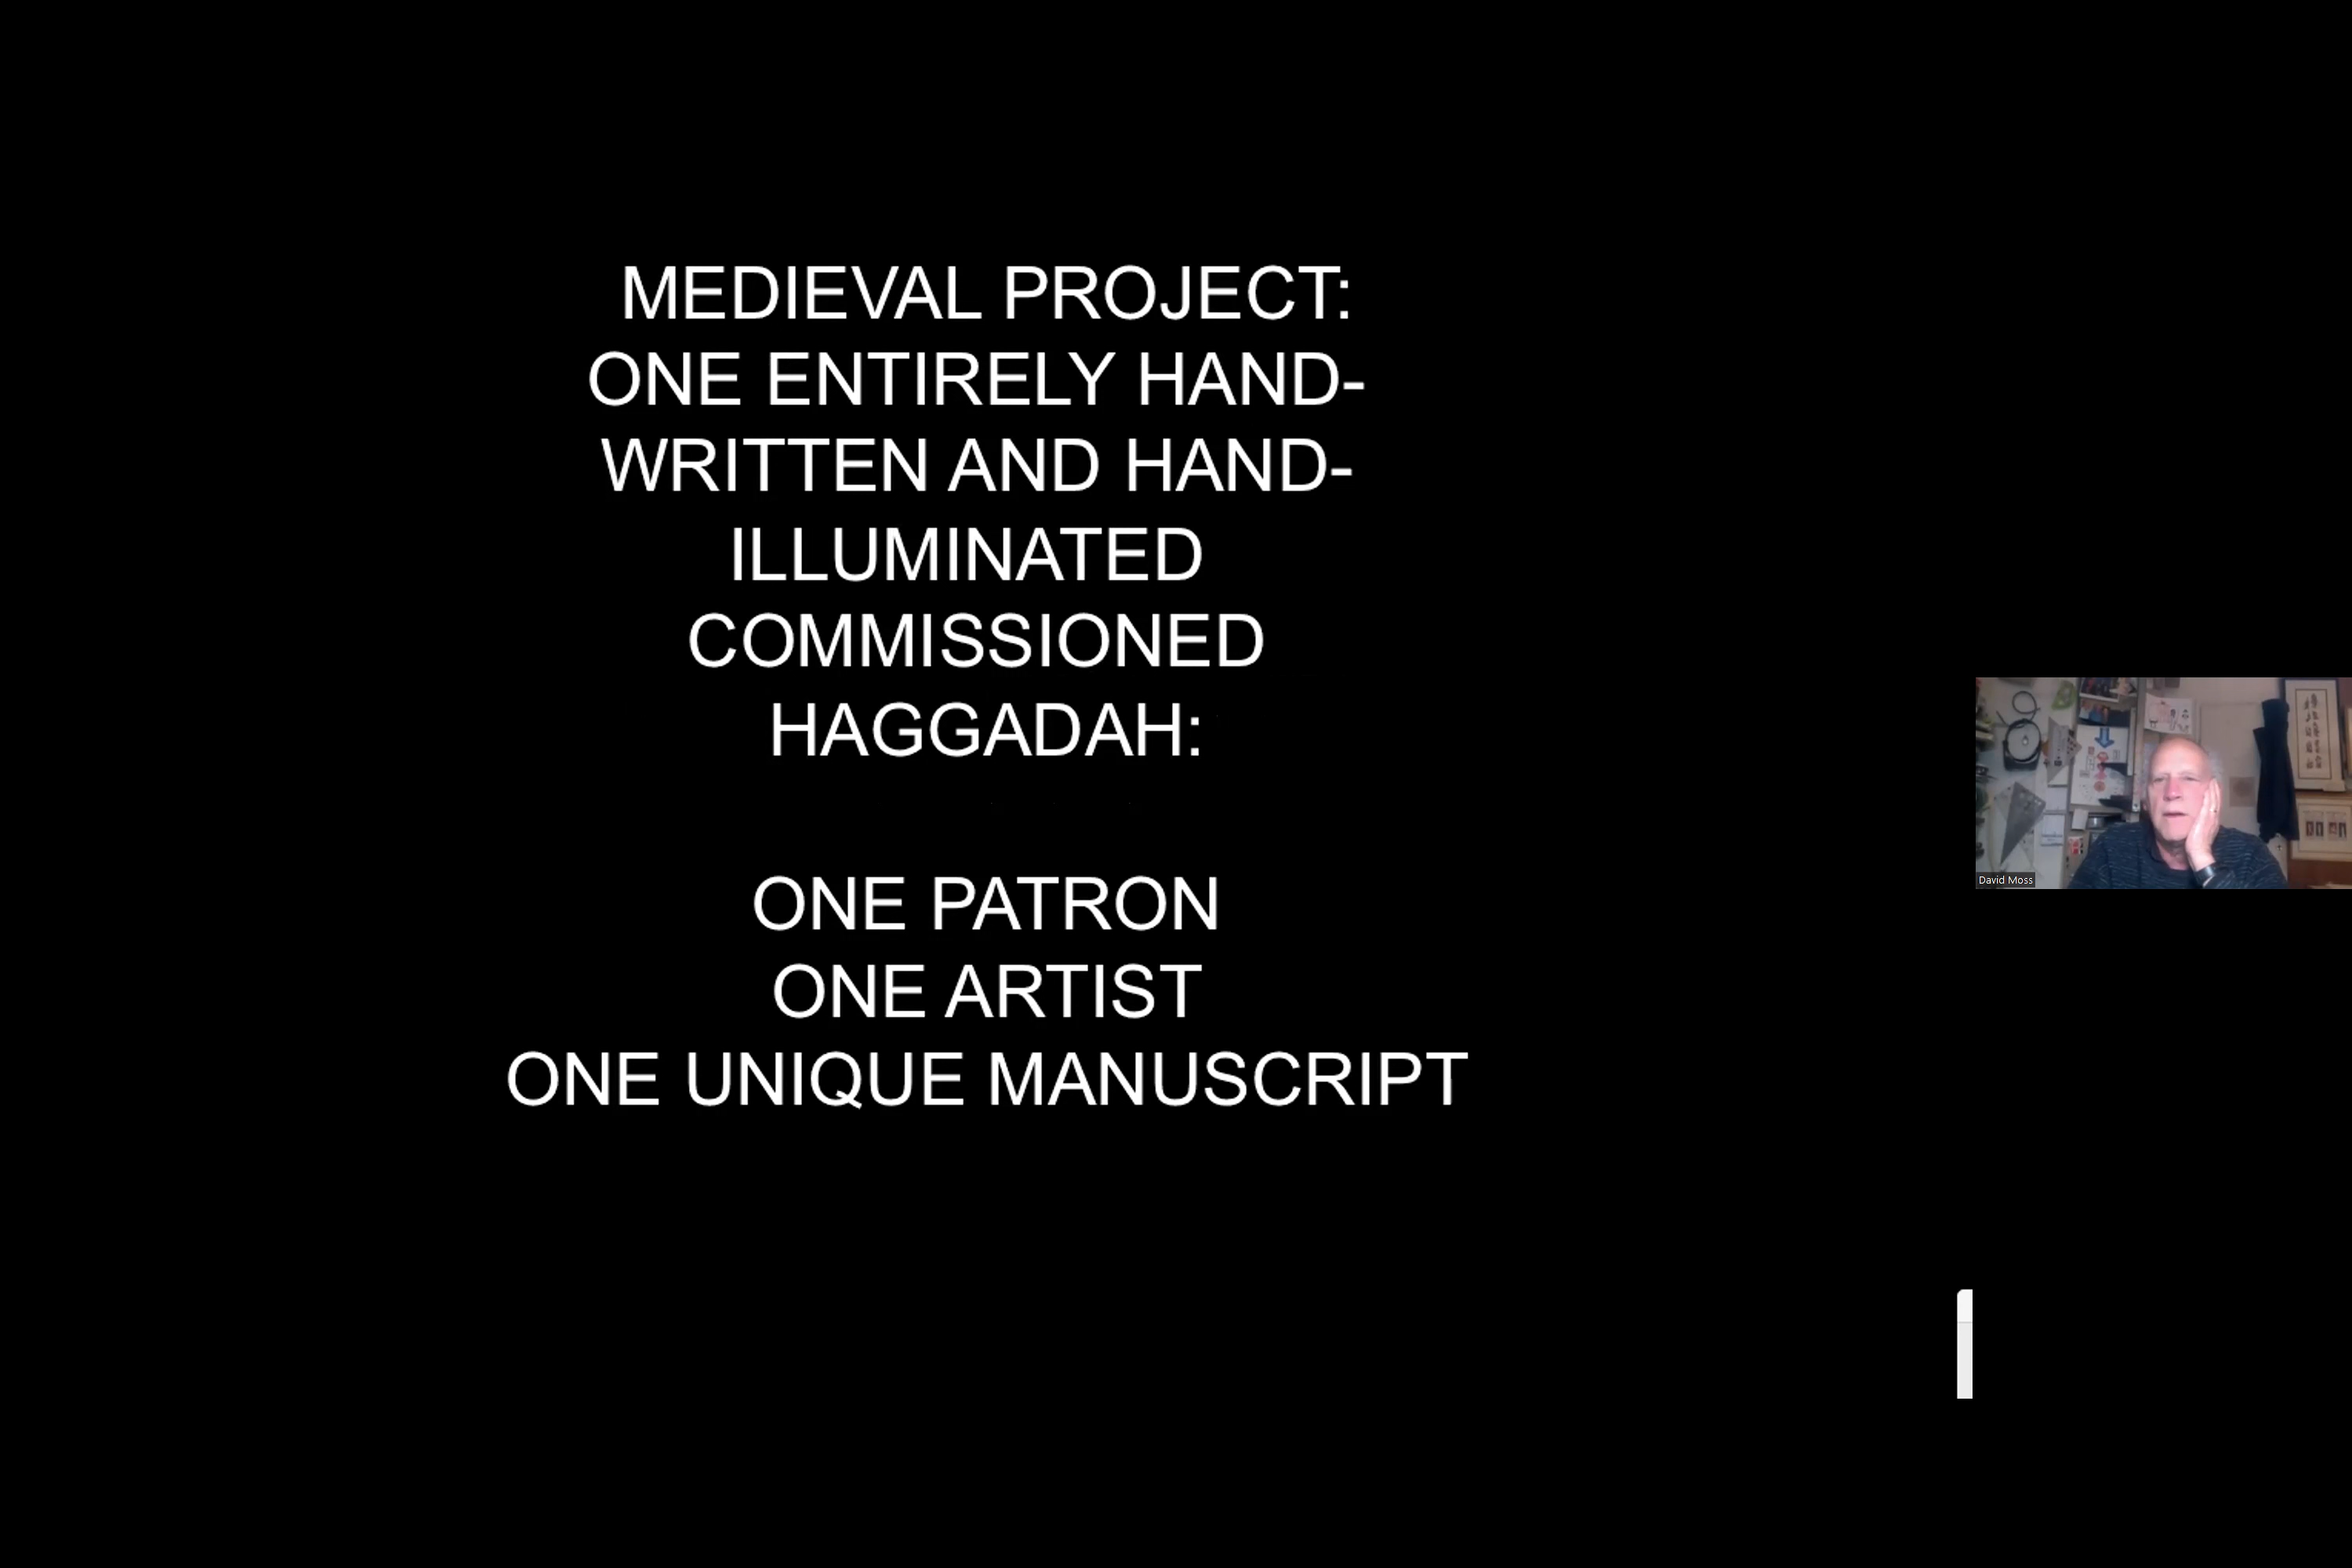 MEDIEVAL PROJECT:
ONE ENTIRELY HAND-
WRITTEN AND HAND-
ILLUMINATED
COMMISSIONED
HAGGADAH:
ONE PATRON
ONE ARTIST
ONE UNIQUE MANUSCRIPT
David Moss